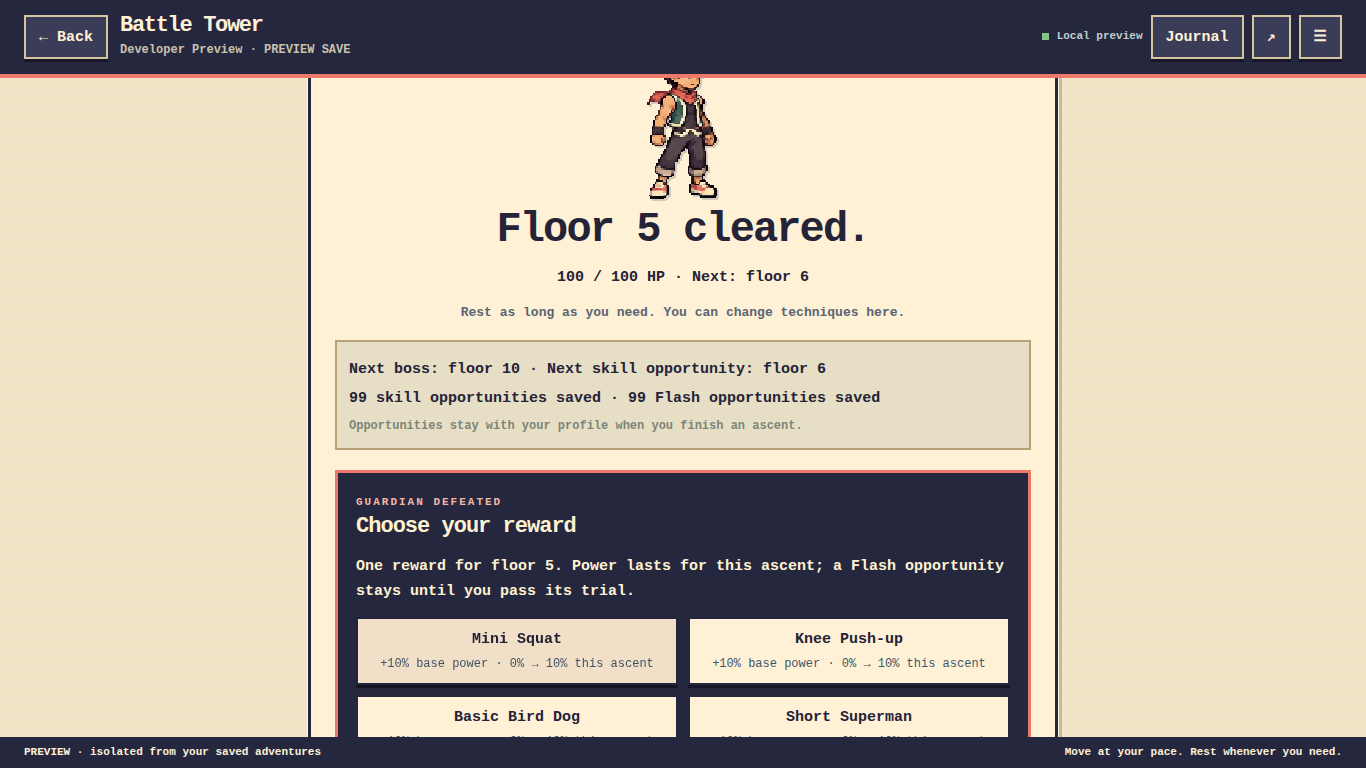 ← Back
Battle Tower
Developer Preview · PREVIEW SAVE
Local preview
Journal
↗
☰
Floor 5 cleared.
100 / 100 HP · Next: floor 6
Rest as long as you need. You can change techniques here.
Next boss: floor 10 · Next skill opportunity: floor 6
99 skill opportunities saved · 99 Flash opportunities saved
Opportunities stay with your profile when you finish an ascent.
GUARDIAN DEFEATED
Choose your reward
One reward for floor 5. Power lasts for this ascent; a Flash opportunity
stays until you pass its trial.
Mini Squat
+10% base power · 0% → 10% this ascent
Knee Push-up
+10% base power · 0% → 10% this ascent
Basic Bird Dog
Short Superman
PREVIEW · isolated from your saved adventures
Move at your pace. Rest whenever you need.